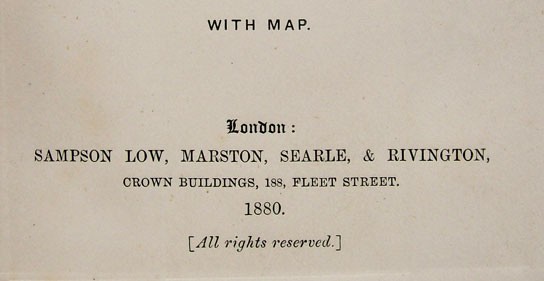 WITH MAP.
London:
SAMPSON LOW, MARSTON, SEARLE, & RIVINGTON,
CROWN BUILDINGS, 188, FLEET STREET.
1880.
[All rights reserved.]